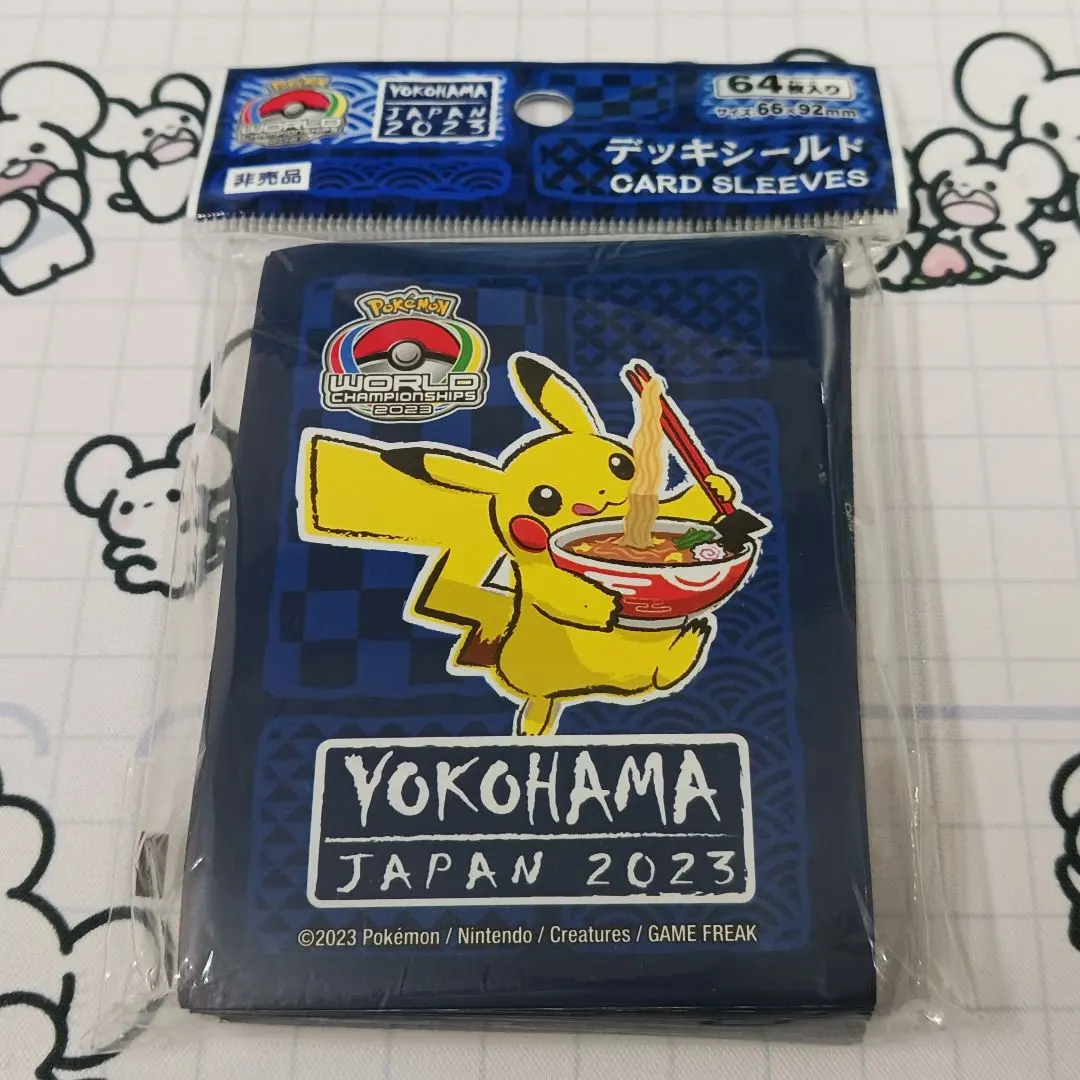 Pokémon
WORLD
CHAMPIONSHIPS
2023
YOKOHAMA
JAPAN
2023
非売品
64枚入り
サイズ 66×92mm
デッキシールド
CARD SLEEVES
Pokémon
WORLD
CHAMPIONSHIPS
2023
YOKOHAMA
JAPAN 2023
©2023 Pokémon / Nintendo / Creatures / GAME FREAK